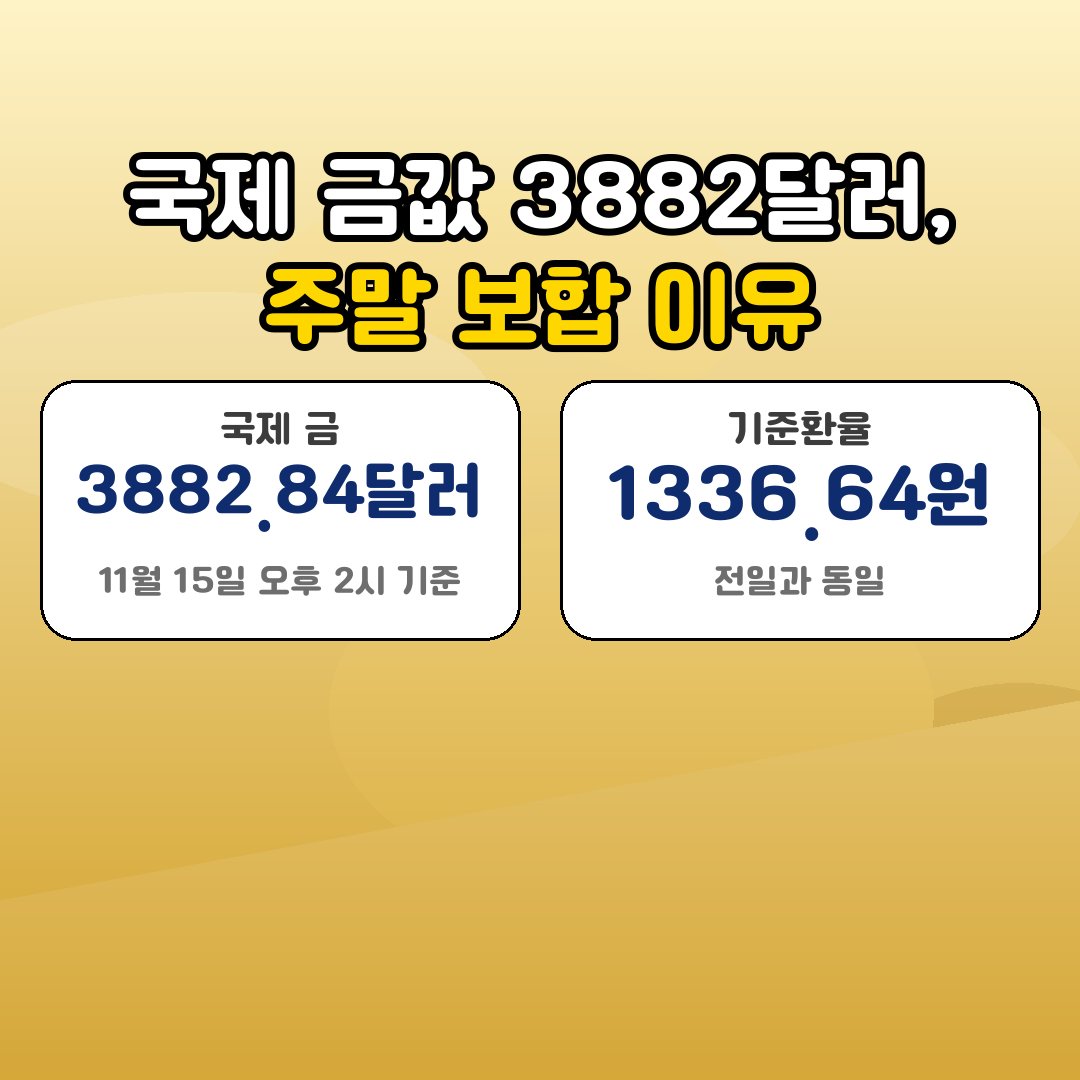 국제 금값 3882달러,
주말 보합 이유
국제 금
3882.84달러
11월 15일 오후 2시 기준
기준환율
1336.64원
전일과 동일